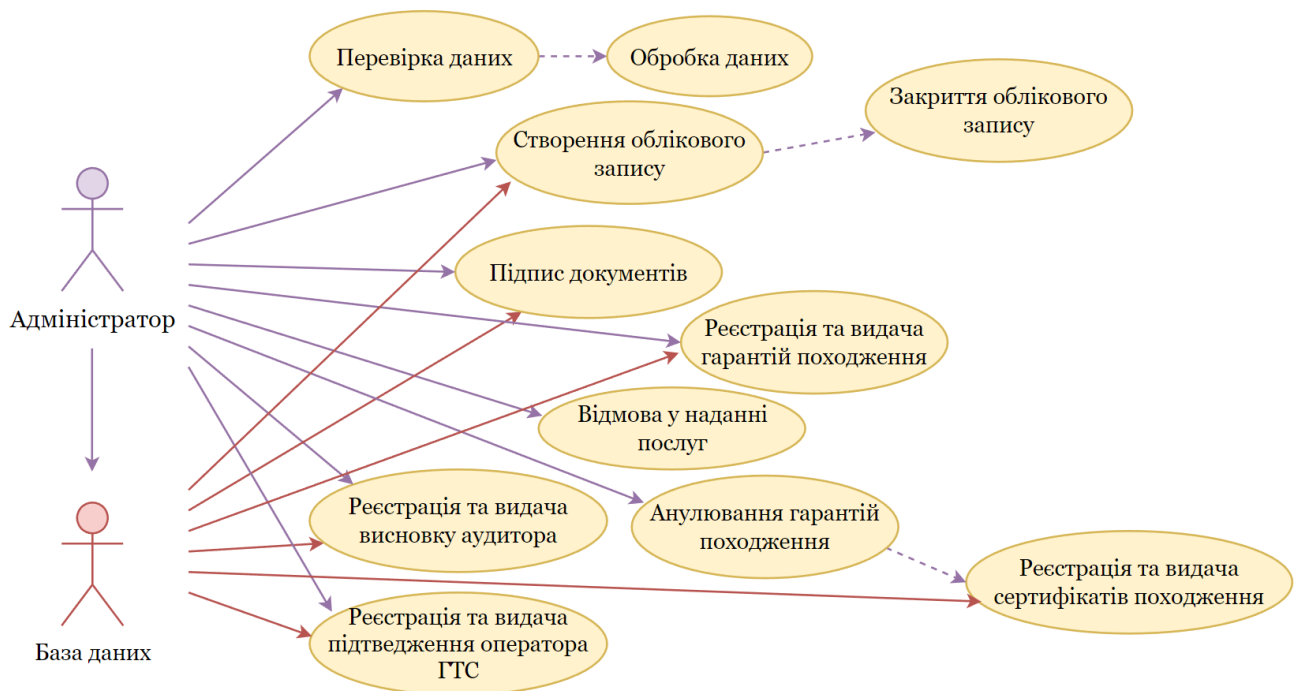 Перевірка даних
Обробка даних
Створення облікового
запису
Закриття облікового
запису
Підпис документів
Адміністратор
Реєстрація та видача
гарантій походження
Відмова у наданні
послуг
Реєстрація та видача
висновку аудитора
Анулювання гарантій
походження
Реєстрація та видача
сертифікатів походження
База даних
Реєстрація та видача
підтведження оператора
ГТС